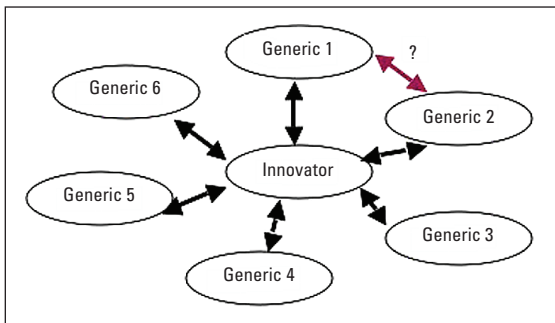 Generic 1
?
Generic 6
Generic 2
Innovator
Generic 5
Generic 3
Generic 4